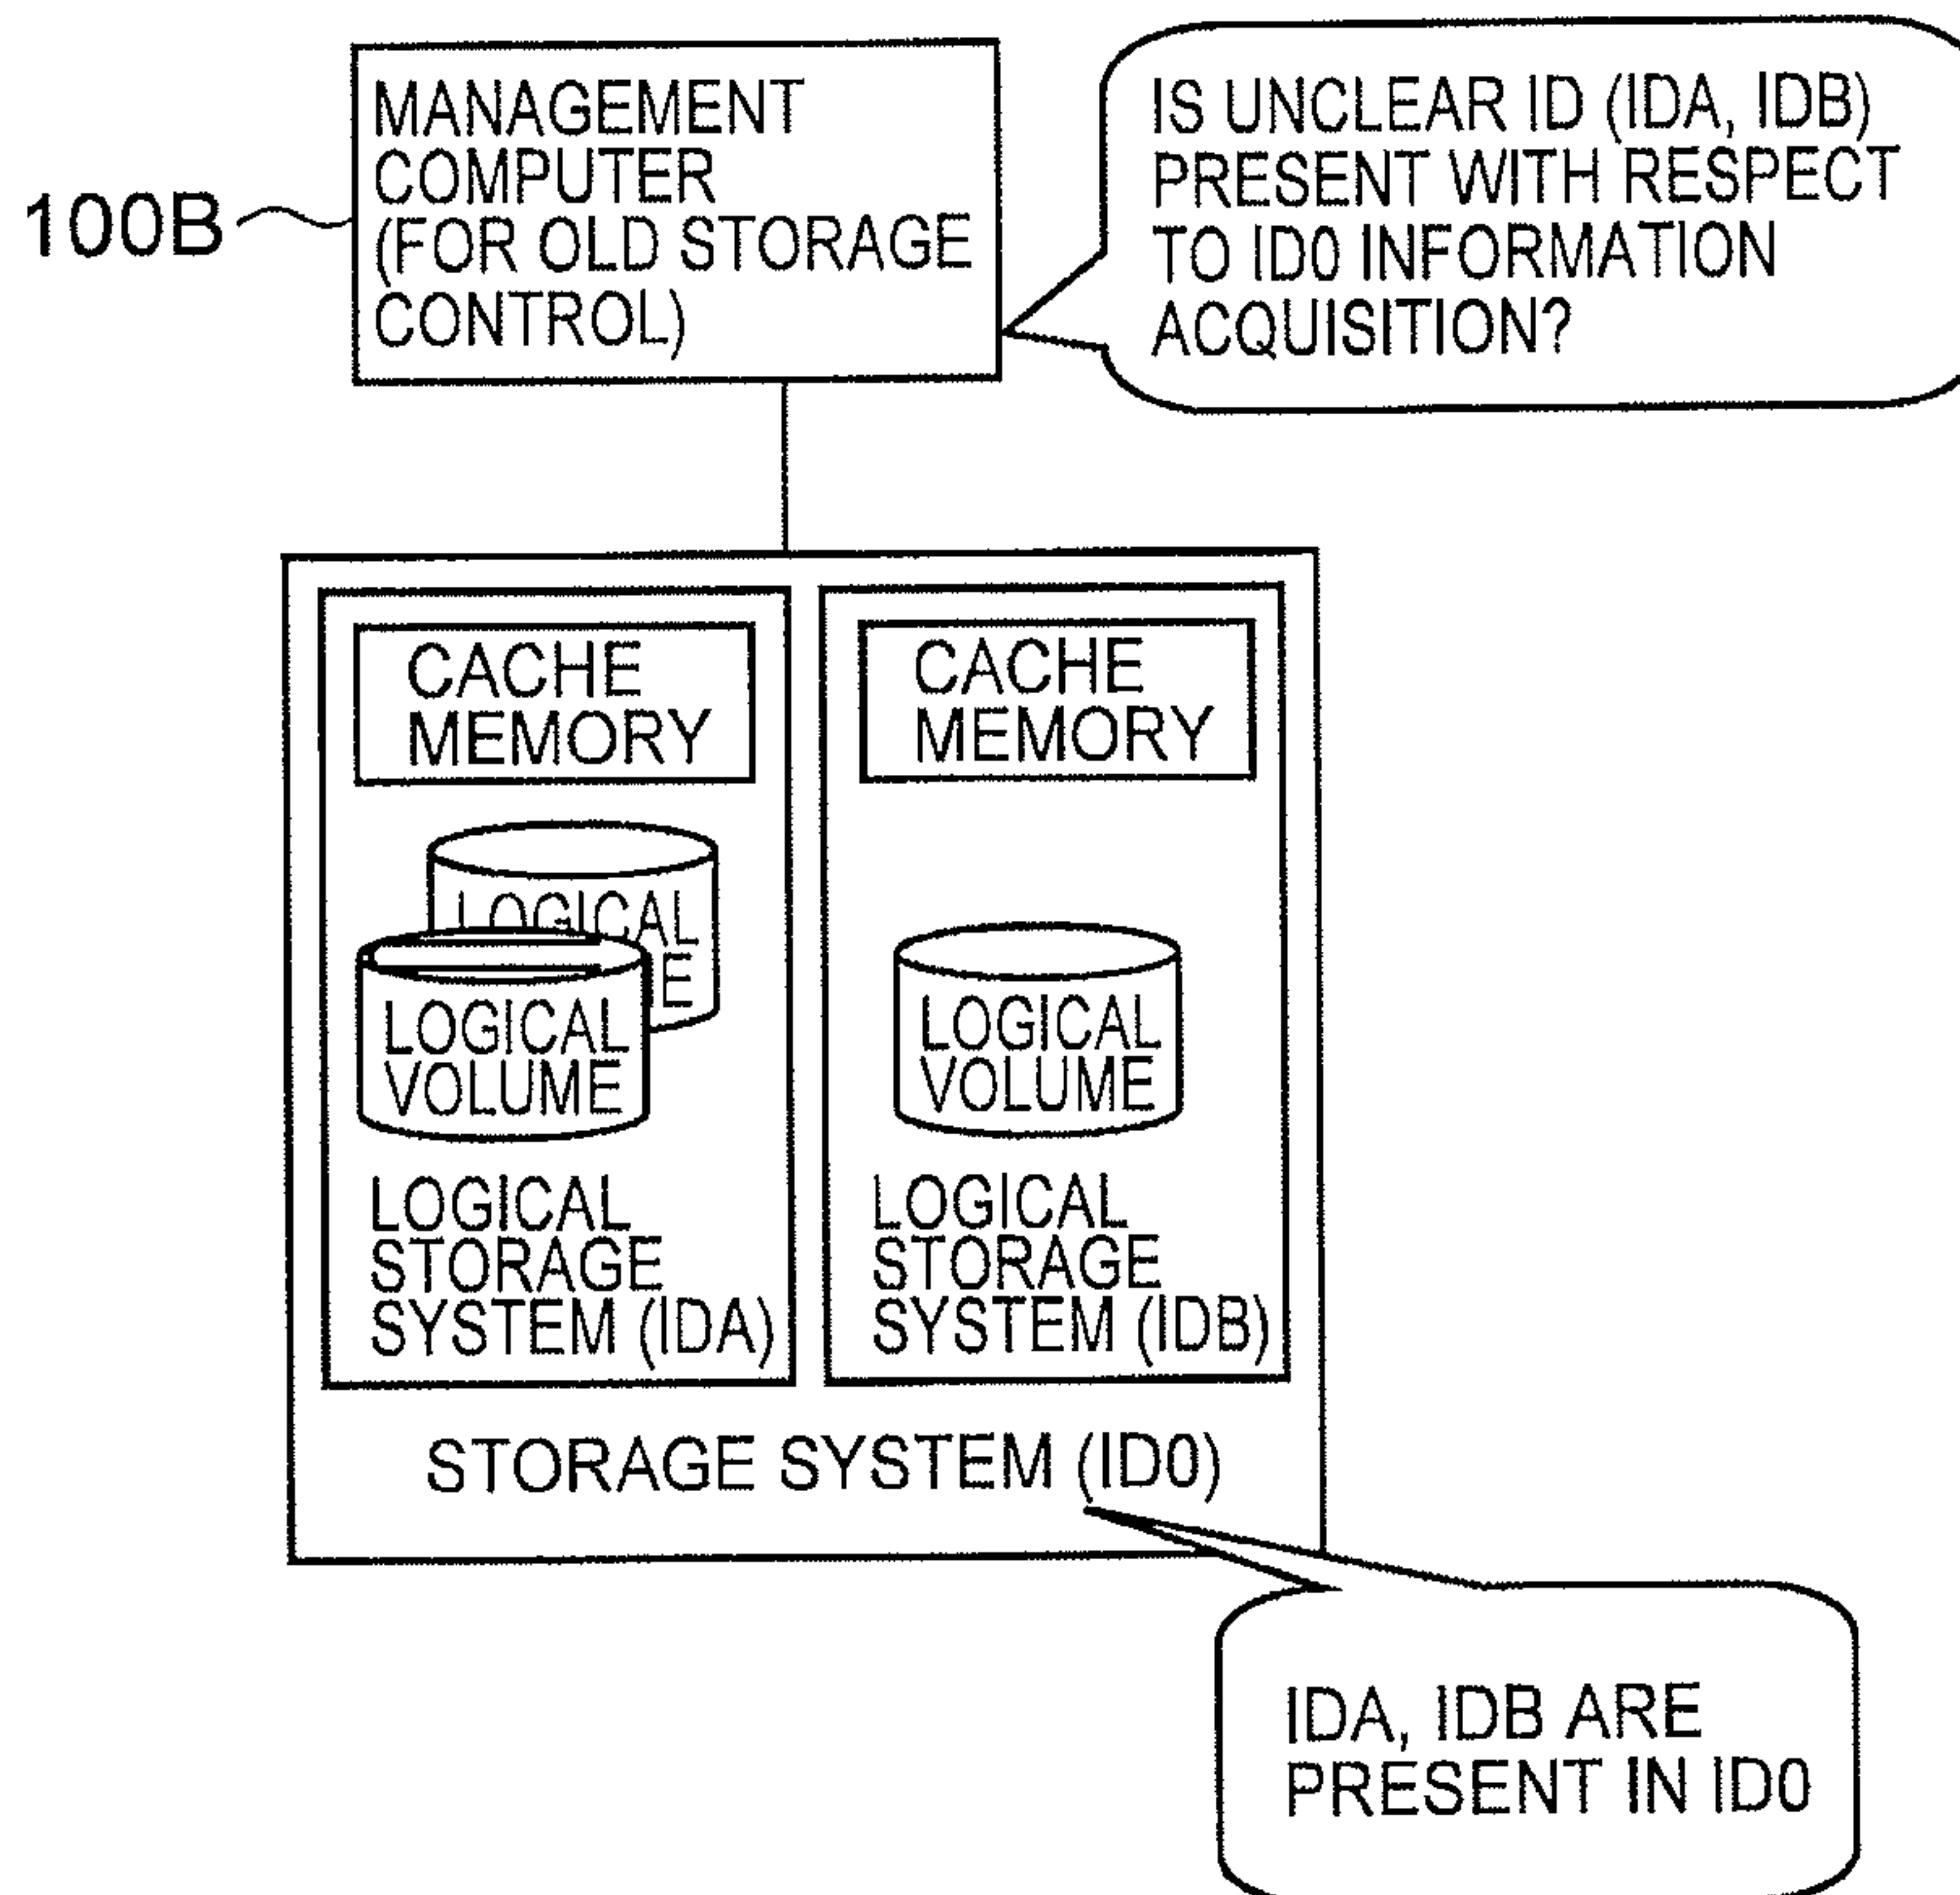 MANAGEMENT
COMPUTER
(FOR OLD STORAGE
CONTROL)
100B
IS UNCLEAR ID (IDA, IDB)
PRESENT WITH RESPECT
TO ID0 INFORMATION
ACQUISITION?
CACHE
MEMORY
LOGICAL
E
LOGICAL
VOLUME
LOGICAL
STORAGE
SYSTEM (IDA)
CACHE
MEMORY
LOGICAL
VOLUME
LOGICAL
STORAGE
SYSTEM (IDB)
STORAGE SYSTEM (ID0)
IDA, IDB ARE
PRESENT IN ID0